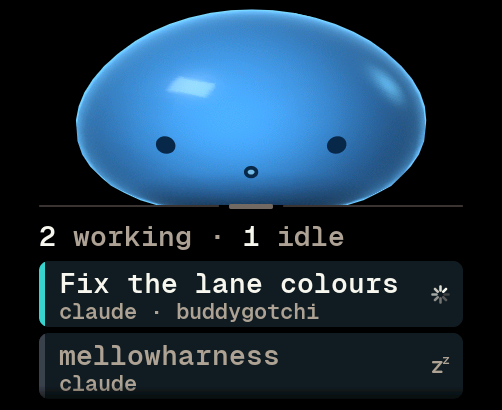 2 working · 1 idle
Fix the lane colours
claude · buddygotchi
mellowharness
zz
claude